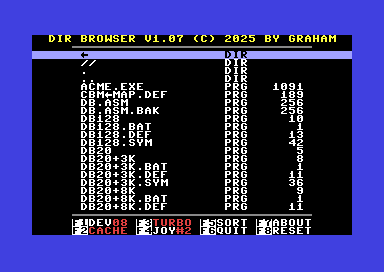 DIR BROWSER V1.07 (C) 2025 BY GRAHAM
← DIR
// DIR
. DIR
.. DIR
ACME.EXE PRG 1091
CBM←MAP.DEF PRG 189
DB.ASM PRG 256
DB.ASM.BAK PRG 256
DB128 PRG 10
DB128.BAT PRG 1
DB128.DEF PRG 13
DB128.SYM PRG 42
DB20 PRG 5
DB20+3K PRG 8
DB20+3K.BAT PRG 1
DB20+3K.DEF PRG 11
DB20+3K.SYM PRG 36
DB20+8K PRG 9
DB20+8K.BAT PRG 1
DB20+8K.DEF PRG 11
F1DEV08 F3TURBO F5SORT F7ABOUT
F2CACHE F4JOY#2 F6QUIT F8RESET